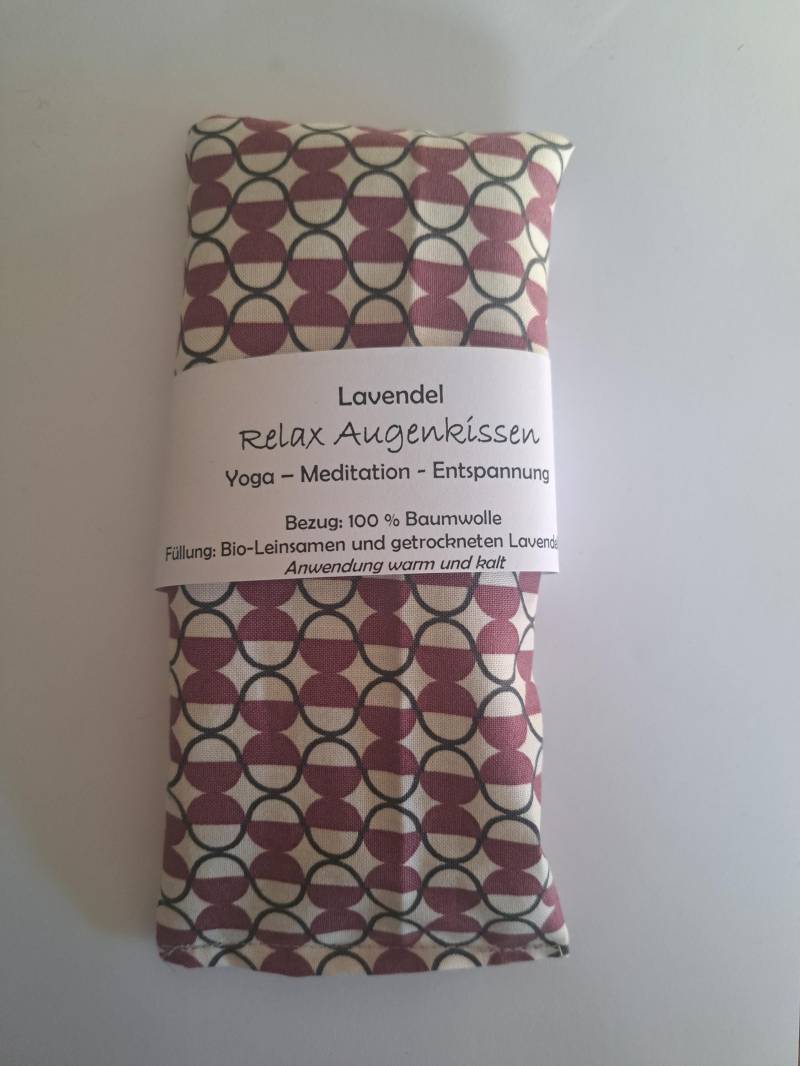 Lavendel
Relax Augenkissen
Yoga – Meditation - Entspannung
Bezug: 100 % Baumwolle
Füllung: Bio-Leinsamen und getrockneten Lavende
Anwendung warm und kalt